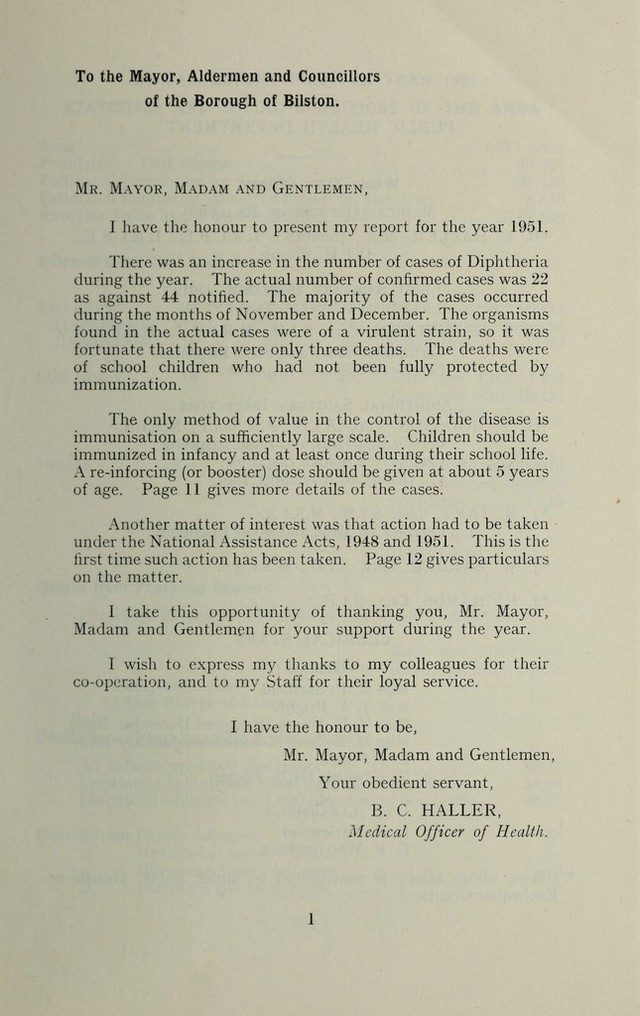 To the Mayor, Aldermen and Councillors
of the Borough of Bilston.
Mr. Mayor, Madam and Gentlemen,
I have the honour to present my report for the year 1951.
There was an increase in the number of cases of Diphtheria
during the year. The actual number of confirmed cases was 22
as against 44 notified. The majority of the cases occurred
during the months of November and December. The organisms
found in the actual cases were of a virulent strain, so it was
fortunate that there were only three deaths. The deaths were
of school children who had not been fully protected by
immunization.
The only method of value in the control of the disease is
immunisation on a sufficiently large scale. Children should be
immunized in infancy and at least once during their school life.
A re-inforcing (or booster) dose should be given at about 5 years
of age. Page 11 gives more details of the cases.
Another matter of interest was that action had to be taken
under the National Assistance Acts, 1948 and 1951. This is the
first time such action has been taken. Page 12 gives particulars
on the matter.
I take this opportunity of thanking you, Mr. Mayor,
Madam and Gentlemen for your support during the year.
I wish to express my thanks to my colleagues for their
co-operation, and to my Staff for their loyal service.
I have the honour to be,
Mr. Mayor, Madam and Gentlemen,
Your obedient servant,
B. C. HALLER,
Medical Officer of Health.
1